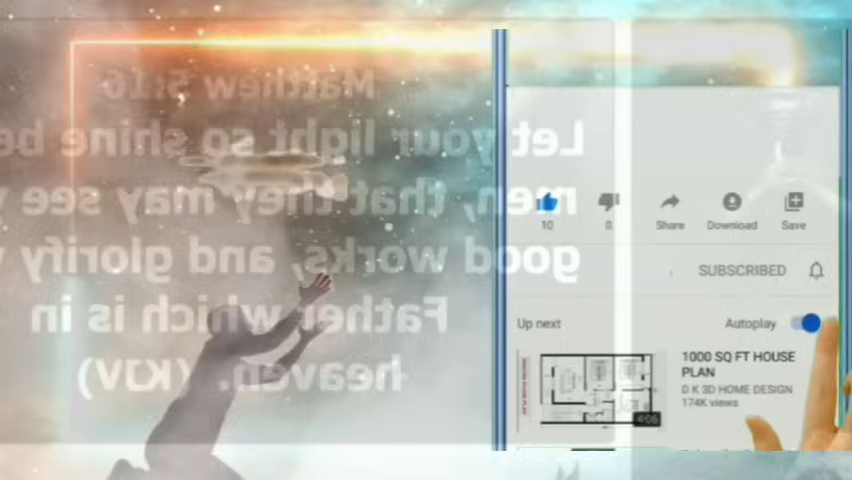 Matthew 5:16
Let your light so shine be
men, that they may see y
good works, and glorify y
Father which is in
heaven. (KJV)
10
0
Share
Download
Save
SUBSCRIBED
Up next
Autoplay
1000 SQ FT HOUSE
PLAN
D K 3D HOME DESIGN
174K views
4:06